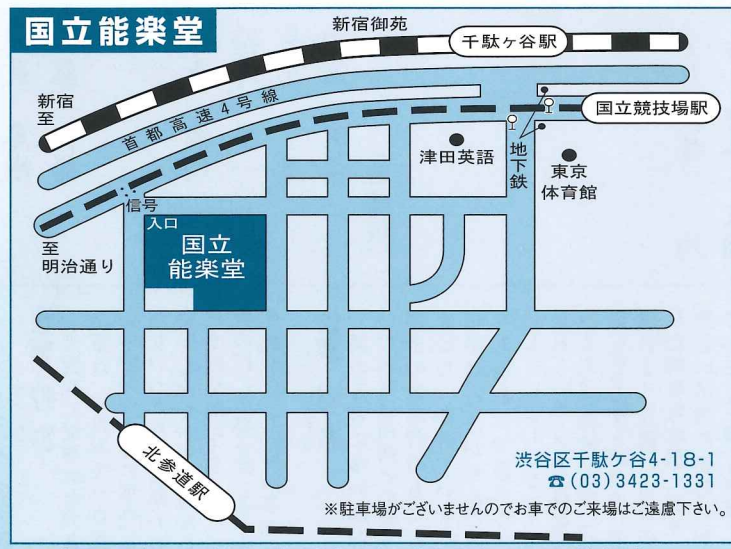 国立能楽堂
新宿御苑
千駄ヶ谷駅
新宿
至
首都高速4号線
国立競技場駅
津田英語
地下鉄
東京
体育館
信号
入口
国立
能楽堂
至
明治通り
北参道駅
渋谷区千駄ケ谷4-18-1
☎(03)3423-1331
※駐車場がございませんのでお車でのご来場はご遠慮下さい。